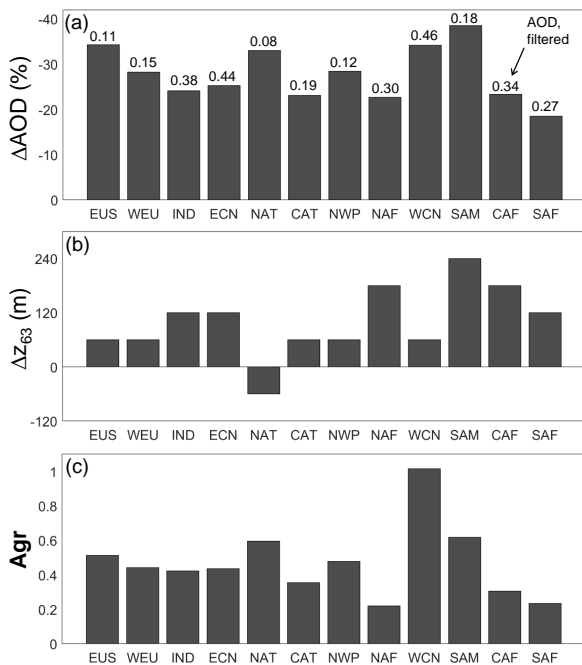 (a)
ΔAOD (%)
-40
-30
-20
-10
0
0.11
0.15
0.38
0.44
0.08
0.19
0.12
0.30
0.46
0.18
0.34
0.27
AOD,
filtered
EUS WEU IND ECN NAT CAT NWP NAF WCN SAM CAF SAF
(b)
Δz63 (m)
240
120
0
-120
EUS WEU IND ECN NAT CAT NWP NAF WCN SAM CAF SAF
(c)
Agr
1
0.8
0.6
0.4
0.2
0
EUS WEU IND ECN NAT CAT NWP NAF WCN SAM CAF SAF